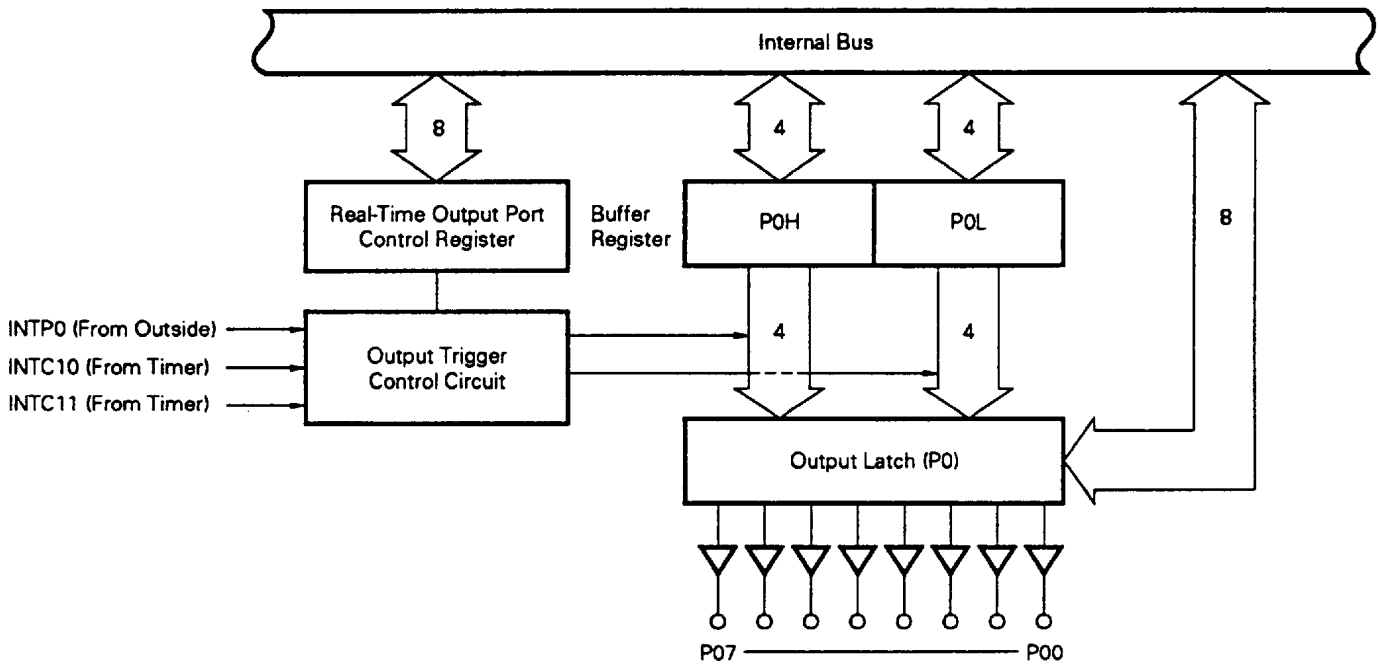 Internal Bus
8
4
4
Real-Time Output Port
Control Register
Buffer
Register
P0H
P0L
8
INTP0 (From Outside)
INTC10 (From Timer)
INTC11 (From Timer)
Output Trigger
Control Circuit
4
4
Output Latch (P0)
P07
P00